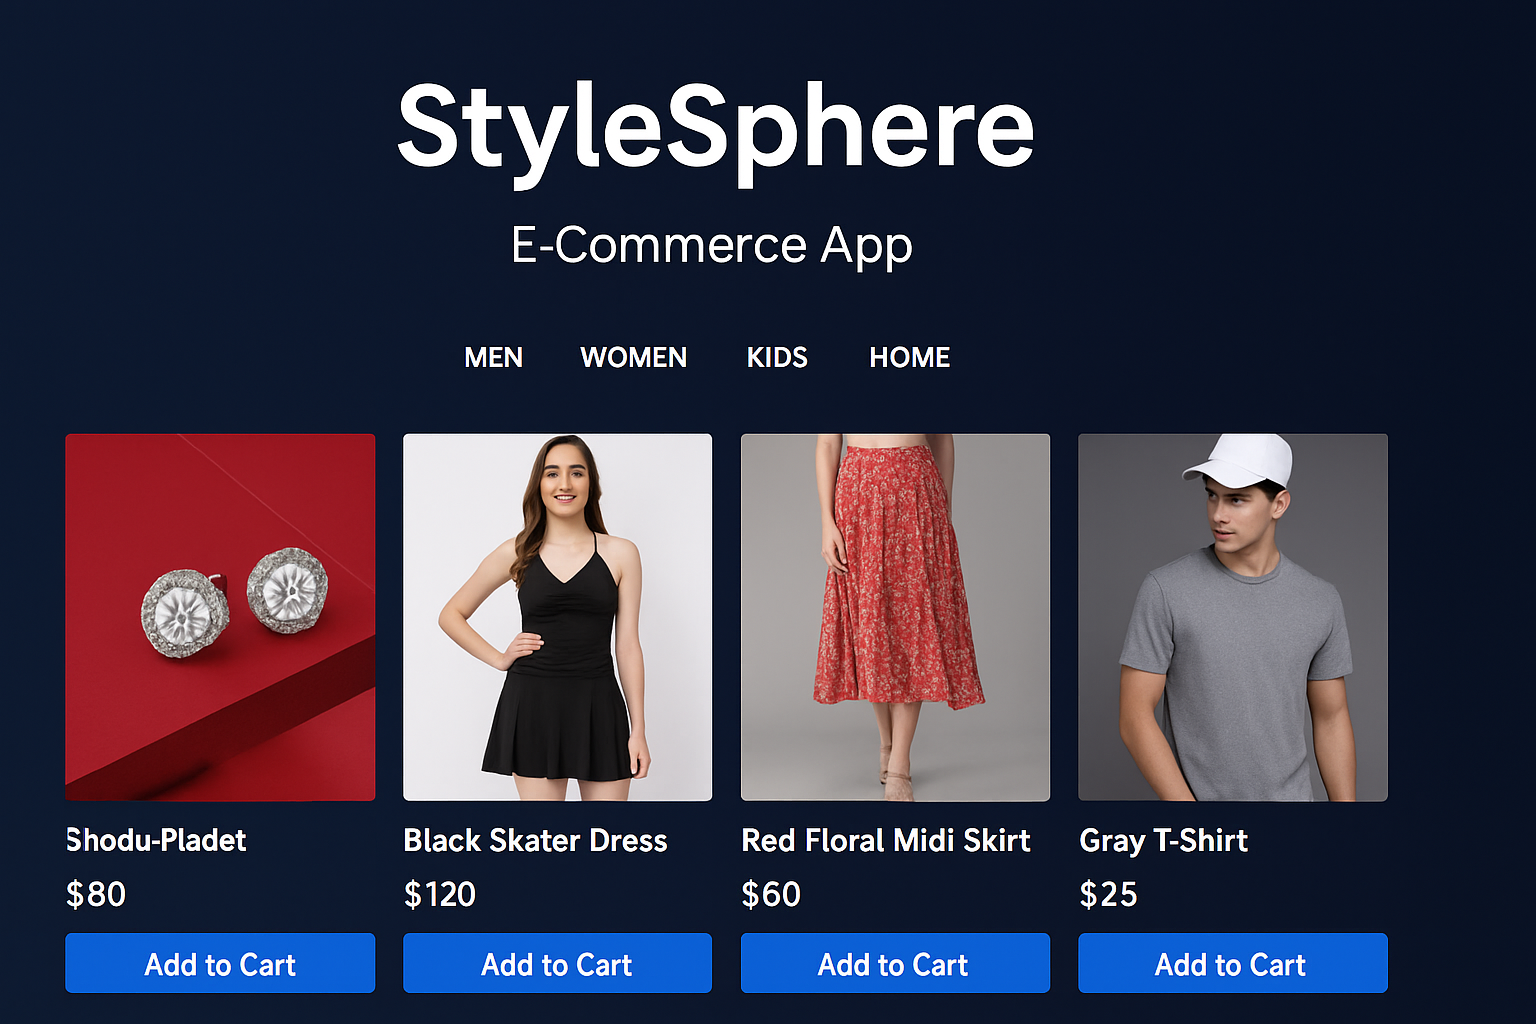 StyleSphere
E-Commerce App
MEN WOMEN KIDS HOME
Shodu-Pladet
Black Skater Dress
Red Floral Midi Skirt
Gray T-Shirt
$80
$120
$60
$25
Add to Cart
Add to Cart
Add to Cart
Add to Cart